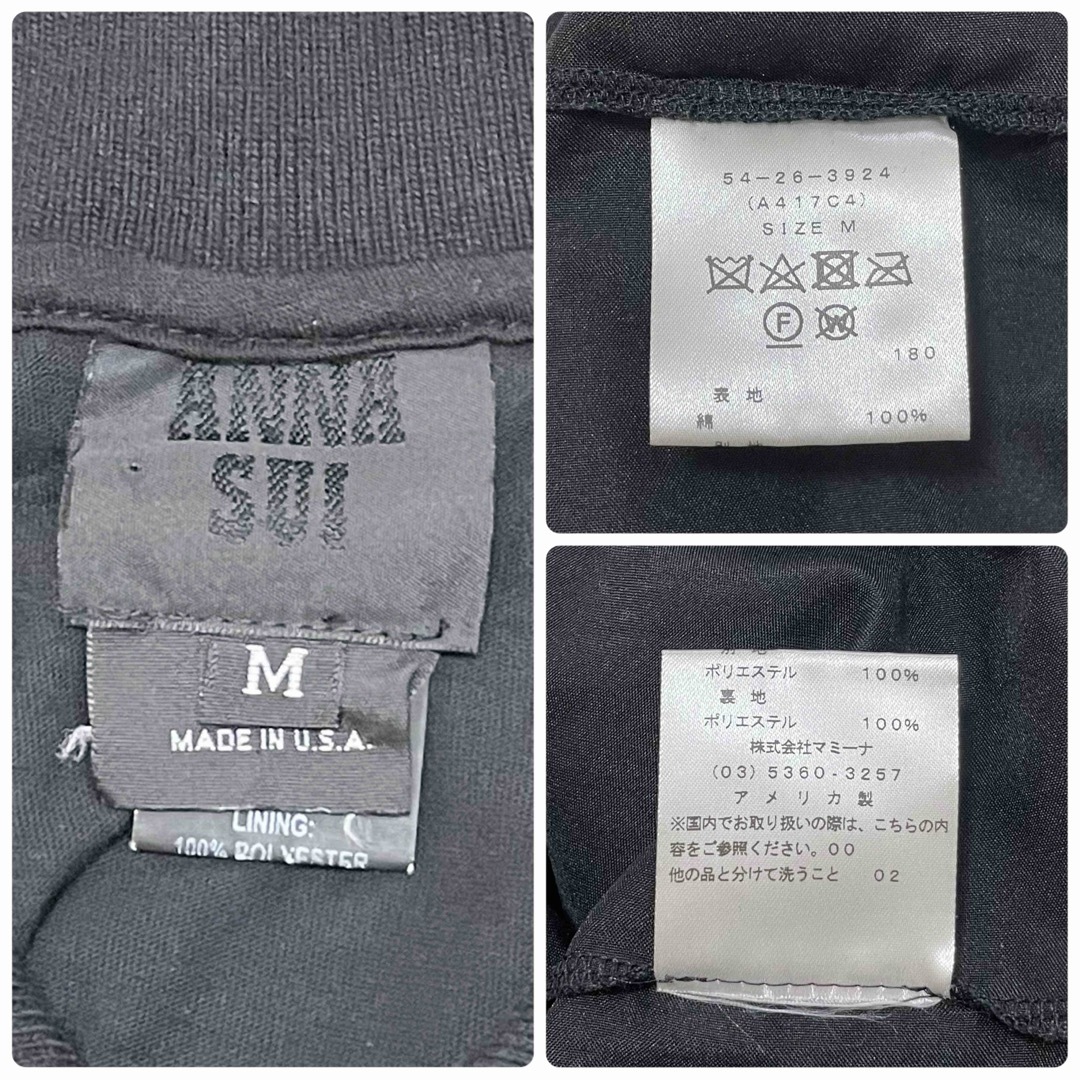 ANNA
SUI
M
MADE IN U.S.A.
LINING:
100% POLYESTER
54-26-3924
(A417C4)
SIZE M
F W
180
表地
綿 100%
別地
別地
ポリエステル 100%
裏地
ポリエステル 100%
株式会社マミーナ
(03)5360-3257
アメリカ製
※国内でお取り扱いの際は、こちらの内
容をご参照ください。00
他の品と分けて洗うこと 02